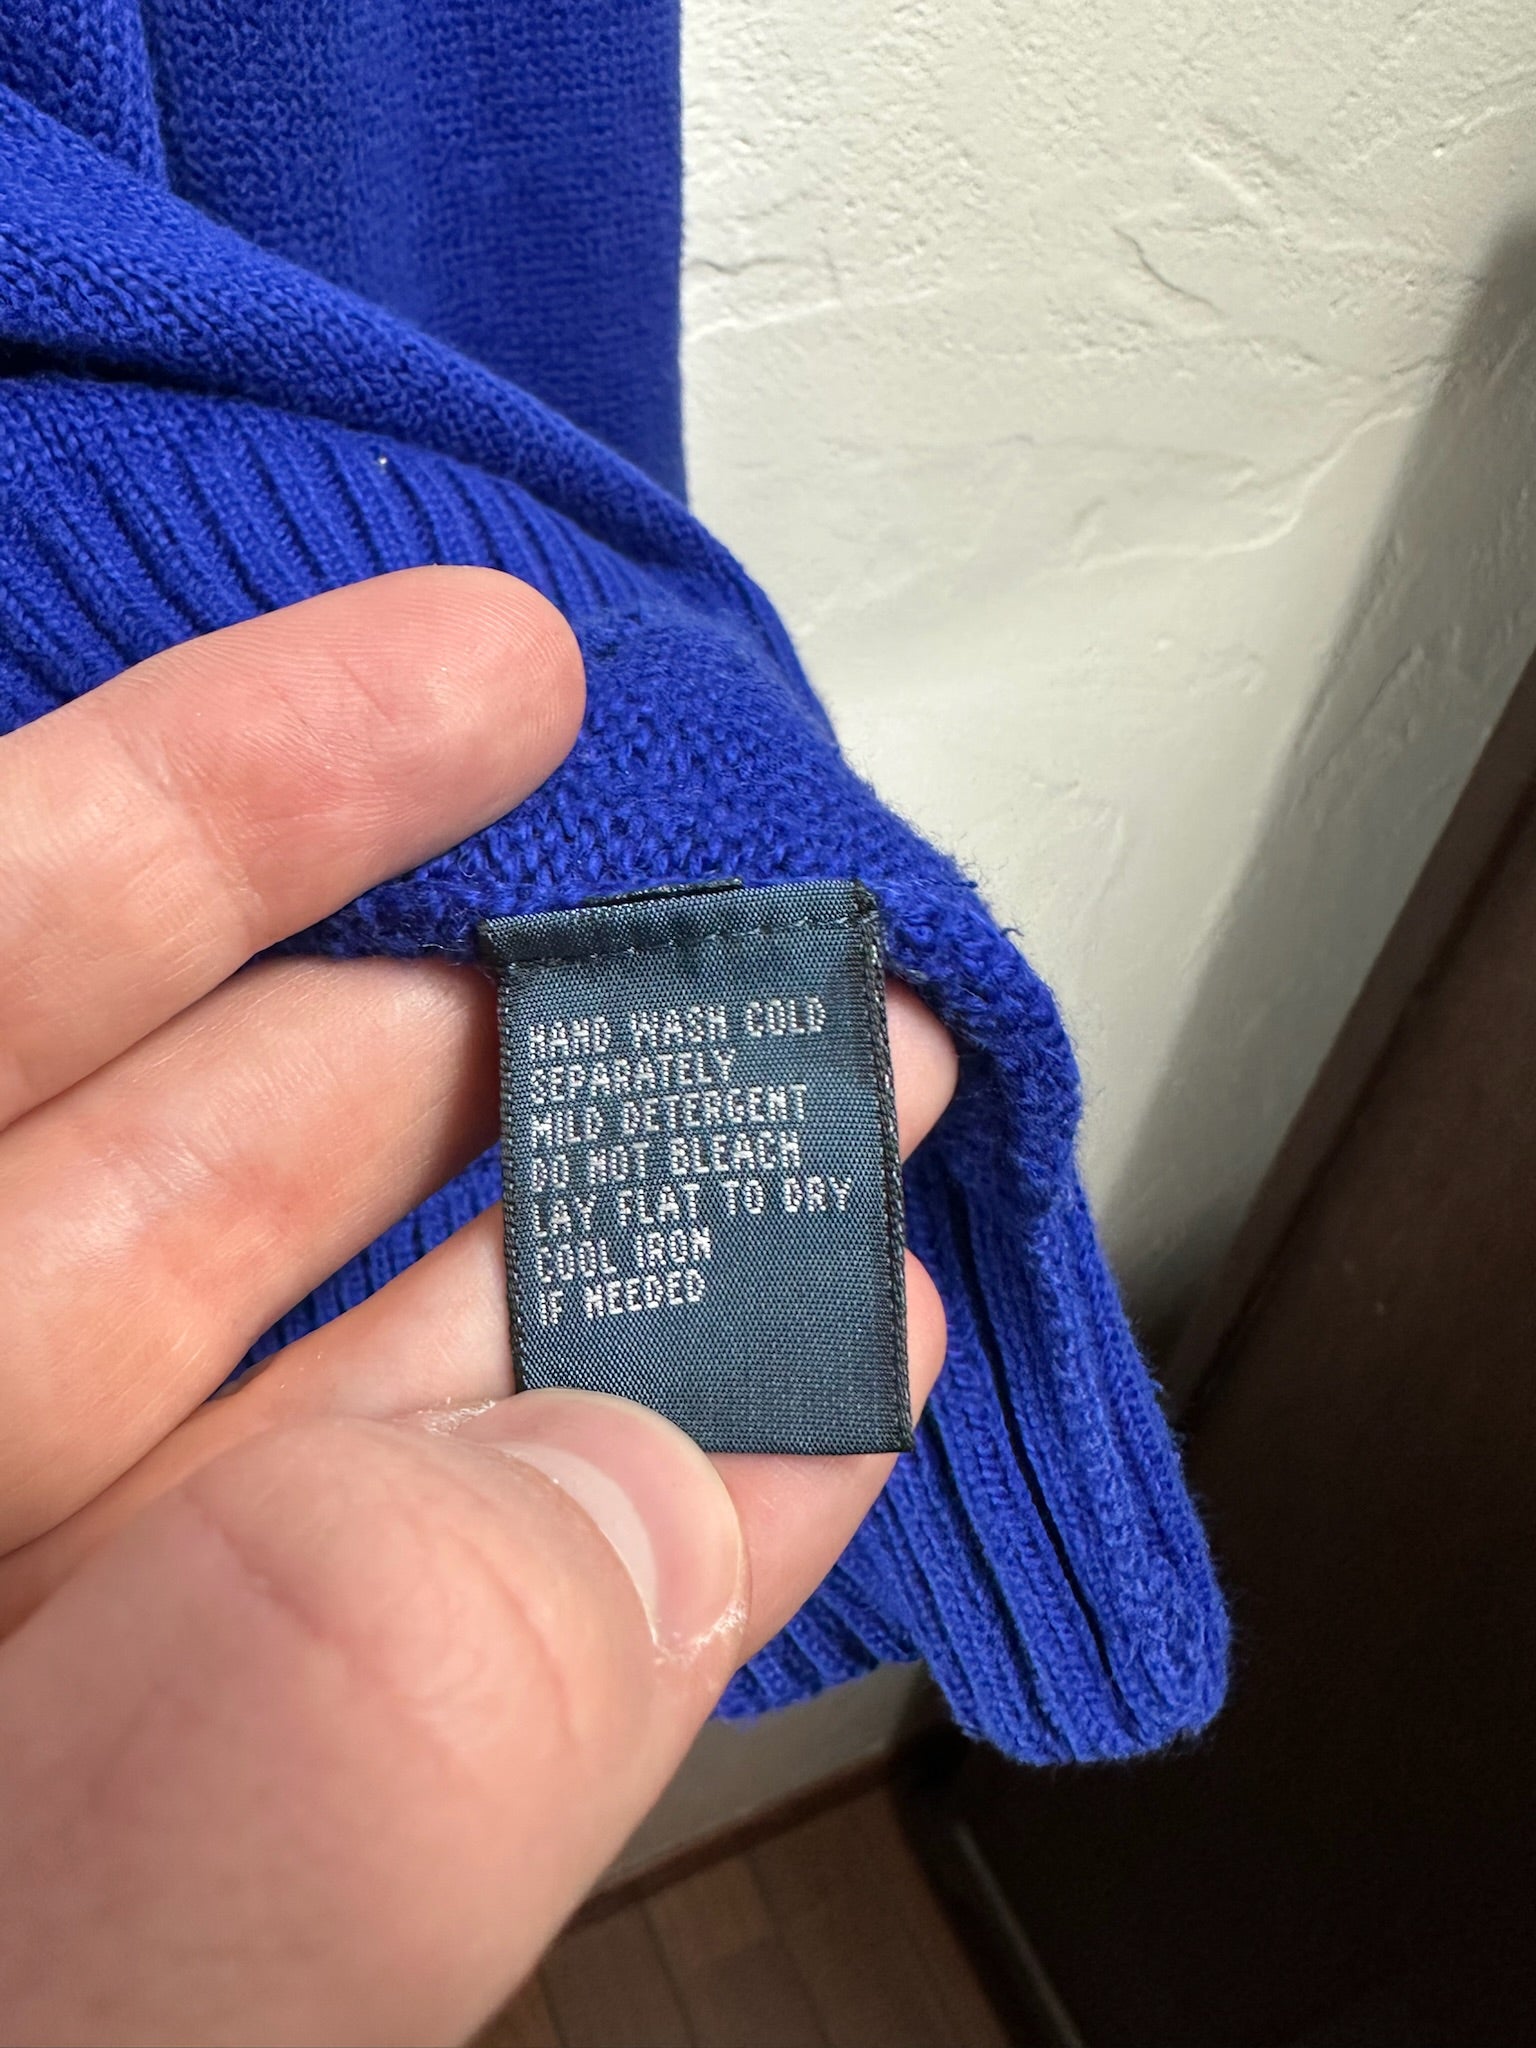 HAND WASH COLD
SEPARATELY
MILD DETERGENT
DO NOT BLEACH
LAY FLAT TO DRY
COOL IRON
IF NEEDED